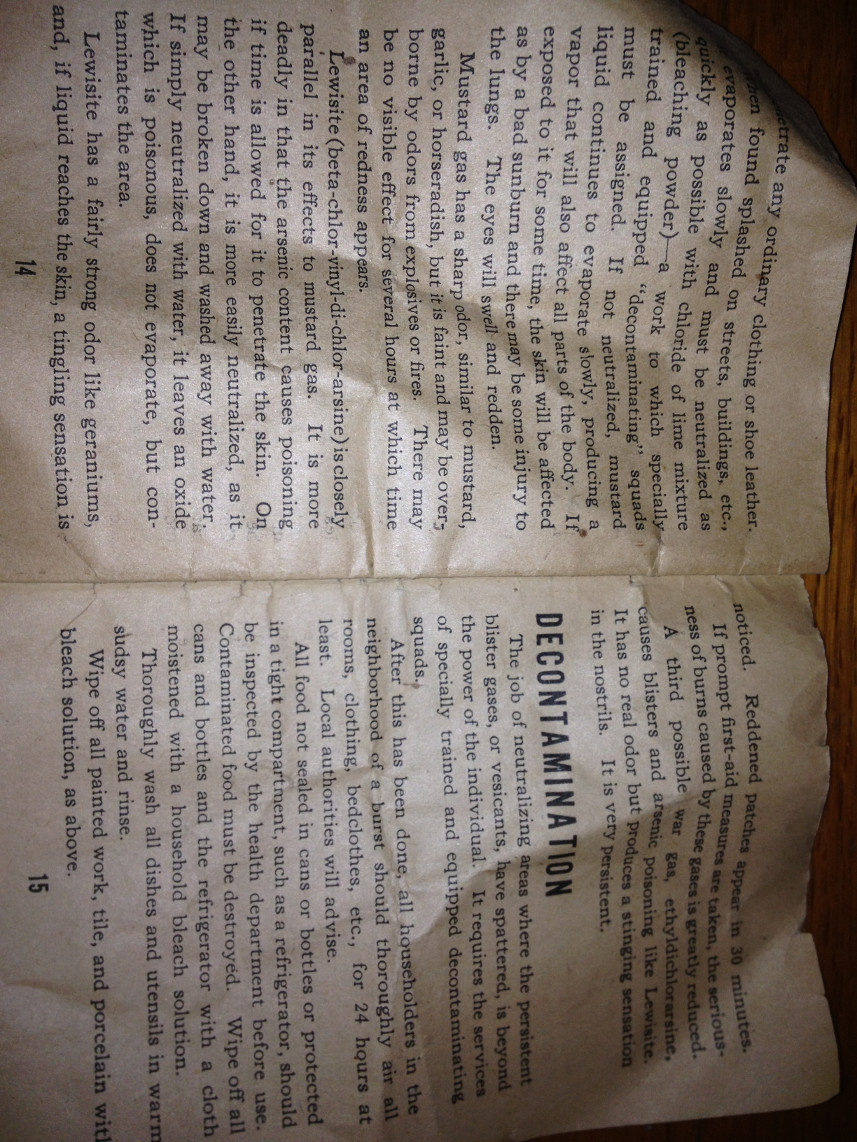 etrate any ordinary clothing or shoe leather.
When found splashed on streets, buildings, etc.,
evaporates slowly and must be neutralized as
quickly as possible with chloride of lime mixture
(bleaching powder)—a work to which specially
trained and equipped "decontaminating" squads
must be assigned. If not neutralized, mustard
liquid continues to evaporate slowly, producing a
vapor that will also affect all parts of the body. If
exposed to it for some time, the skin will be affected
as by a bad sunburn and there may be some injury to
the lungs. The eyes will swell and redden.
Mustard gas has a sharp odor, similar to mustard,
garlic, or horseradish, but it is faint and may be over-
borne by odors from explosives or fires. There may
be no visible effect for several hours at which time
an area of redness appears.
Lewisite (beta-chlor-vinyl-di-chlor-arsine) is closely
parallel in its effects to mustard gas. It is more
deadly in that the arsenic content causes poisoning
if time is allowed for it to penetrate the skin. On
the other hand, it is more easily neutralized, as it
may be broken down and washed away with water.
If simply neutralized with water, it leaves an oxide
which is poisonous, does not evaporate, but con-
taminates the area.
Lewisite has a fairly strong odor like geraniums,
and, if liquid reaches the skin, a tingling sensation is
14
noticed. Reddened patches appear in 30 minutes.
If prompt first-aid measures are taken, the serious-
ness of burns caused by these gases is greatly reduced.
A third possible war gas, ethyldichlorarsine,
causes blisters and arsenic poisoning like Lewisite.
It has no real odor but produces a stinging sensation
in the nostrils. It is very persistent.
DECONTAMINATION
The job of neutralizing areas where the persistent
blister gases, or vesicants, have spattered, is beyond
the power of the individual. It requires the services
of specially trained and equipped decontaminating
squads.
After this has been done, all householders in the
neighborhood of a burst should thoroughly air all
rooms, clothing, bedclothes, etc., for 24 hours at
least. Local authorities will advise.
All food not sealed in cans or bottles or protected
in a tight compartment, such as a refrigerator, should
be inspected by the health department before use.
Contaminated food must be destroyed. Wipe off all
cans and bottles and the refrigerator with a cloth
moistened with a household bleach solution.
Thoroughly wash all dishes and utensils in warm
sudsy water and rinse.
Wipe off all painted work, tile, and porcelain with
bleach solution, as above.
15